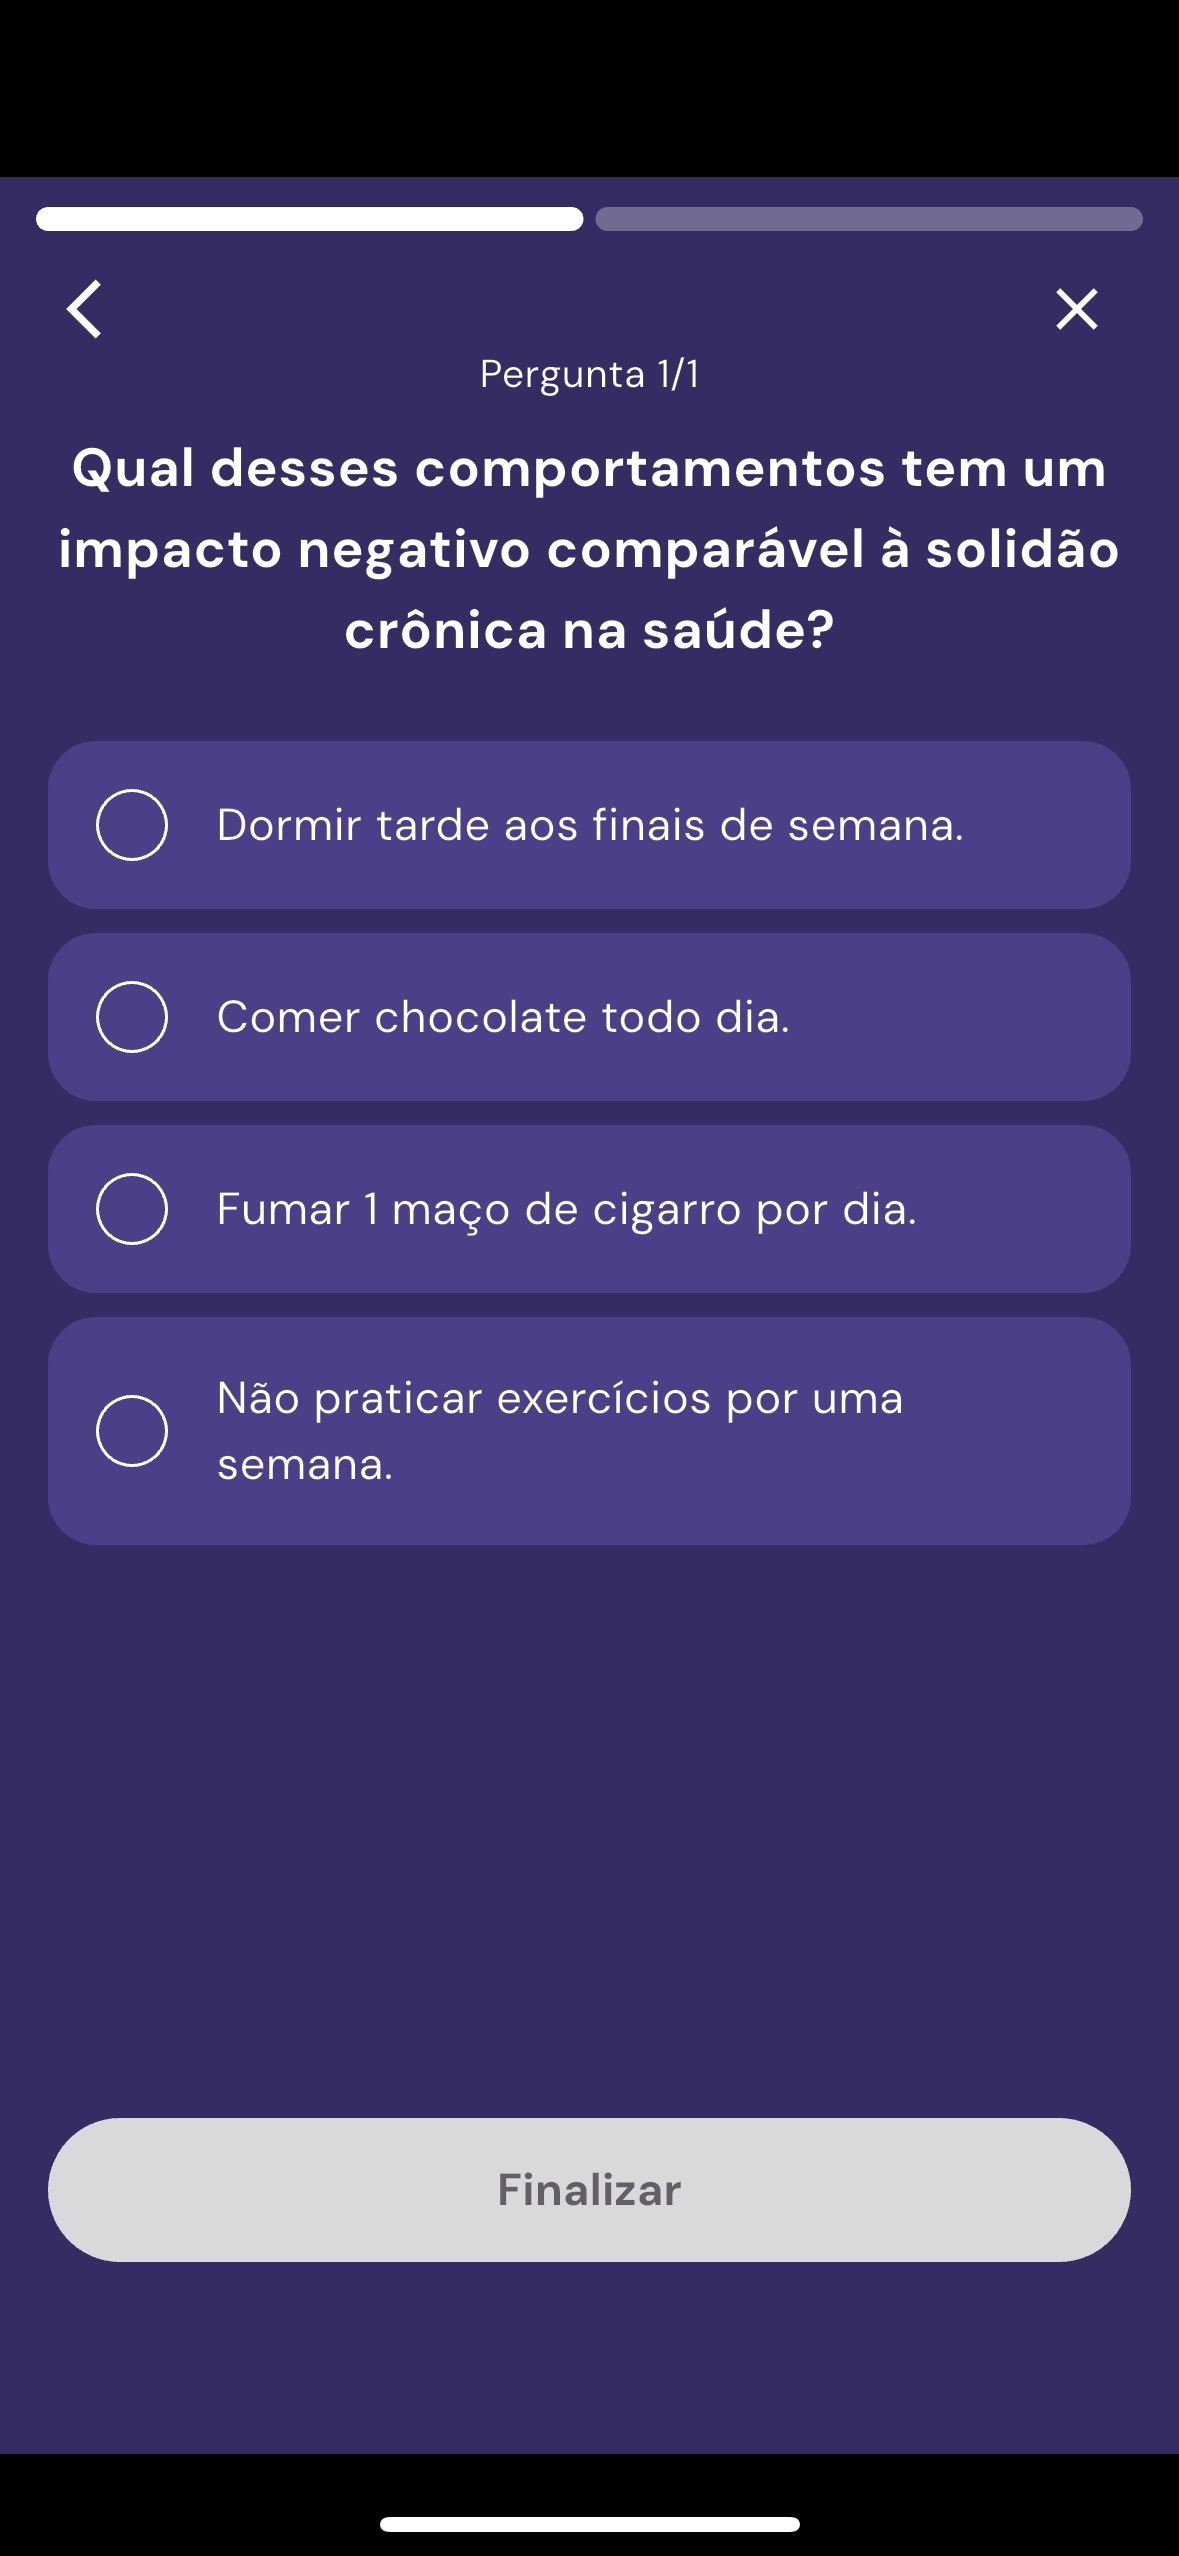 Pergunta 1/1
Qual desses comportamentos tem um
impacto negativo comparável à solidão
crônica na saúde?
Dormir tarde aos finais de semana.
Comer chocolate todo dia.
Fumar 1 maço de cigarro por dia.
Não praticar exercícios por uma
semana.
Finalizar